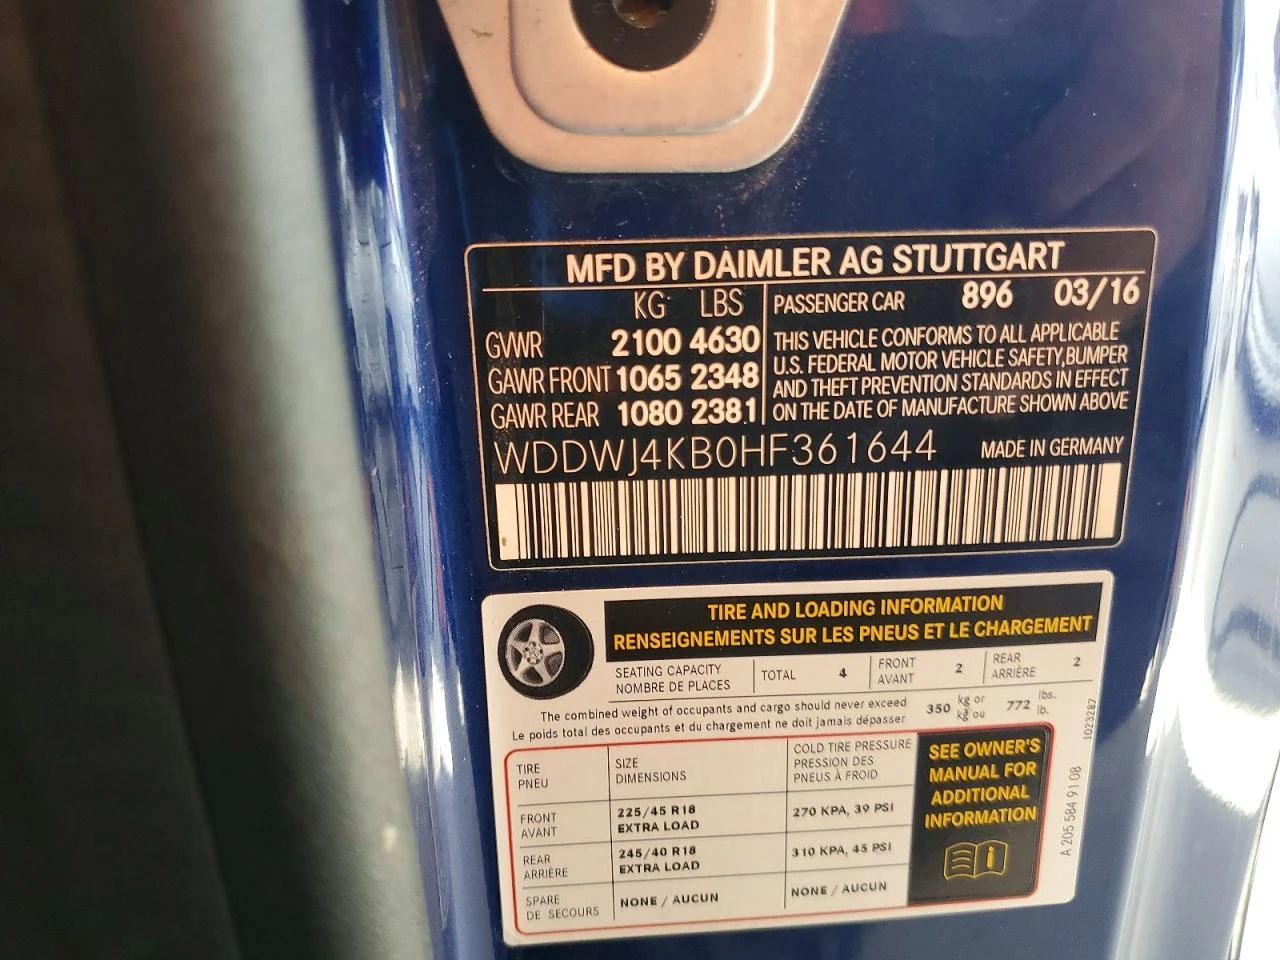 MFD BY DAIMLER AG STUTTGART
KG LBS
GVWR 2100 4630
GAWR FRONT 1065 2348
GAWR REAR 1080 2381
PASSENGER CAR 896 03/16
THIS VEHICLE CONFORMS TO ALL APPLICABLE
U.S. FEDERAL MOTOR VEHICLE SAFETY,BUMPER
AND THEFT PREVENTION STANDARDS IN EFFECT
ON THE DATE OF MANUFACTURE SHOWN ABOVE
WDDWJ4KB0HF361644 MADE IN GERMANY
TIRE AND LOADING INFORMATION
RENSEIGNEMENTS SUR LES PNEUS ET LE CHARGEMENT
SEATING CAPACITY
NOMBRE DE PLACES
TOTAL 4
FRONT
AVANT
2
REAR
ARRIÈRE
2
The combined weight of occupants and cargo should never exceed
Le poids total des occupants et du chargement ne doit jamais dépasser
350 kg or
kg ou
772 lbs.
lb.
TIRE
PNEU
SIZE
DIMENSIONS
COLD TIRE PRESSURE
PRESSION DES
PNEUS À FROID
FRONT
AVANT
225/45 R18
EXTRA LOAD
270 KPA, 39 PSI
REAR
ARRIÈRE
245/40 R18
EXTRA LOAD
310 KPA, 45 PSI
SPARE
DE SECOURS
NONE / AUCUN
NONE / AUCUN
SEE OWNER'S
MANUAL FOR
ADDITIONAL
INFORMATION
1023287
A 205 584 91 08